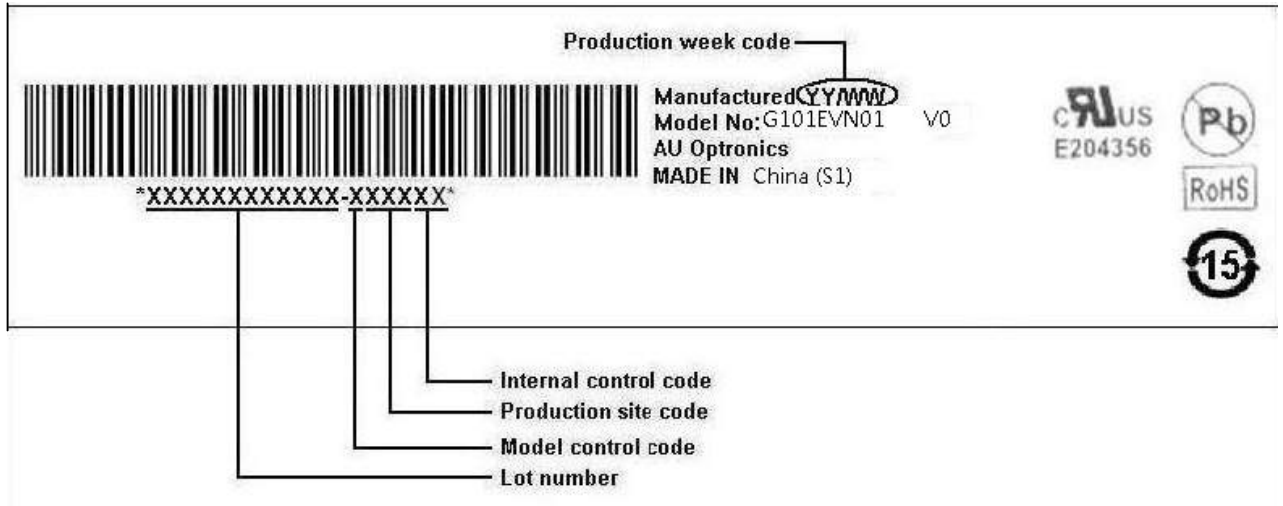 Production week code
Manufactured YY/WW
Model No: G101EVN01 V0
AU Optronics
MADE IN China (S1)
*XXXXXXXXXXXX-XXXXXX*
C RU US
E204356
Pb
RoHS
15
Internal control code
Production site code
Model control code
Lot number